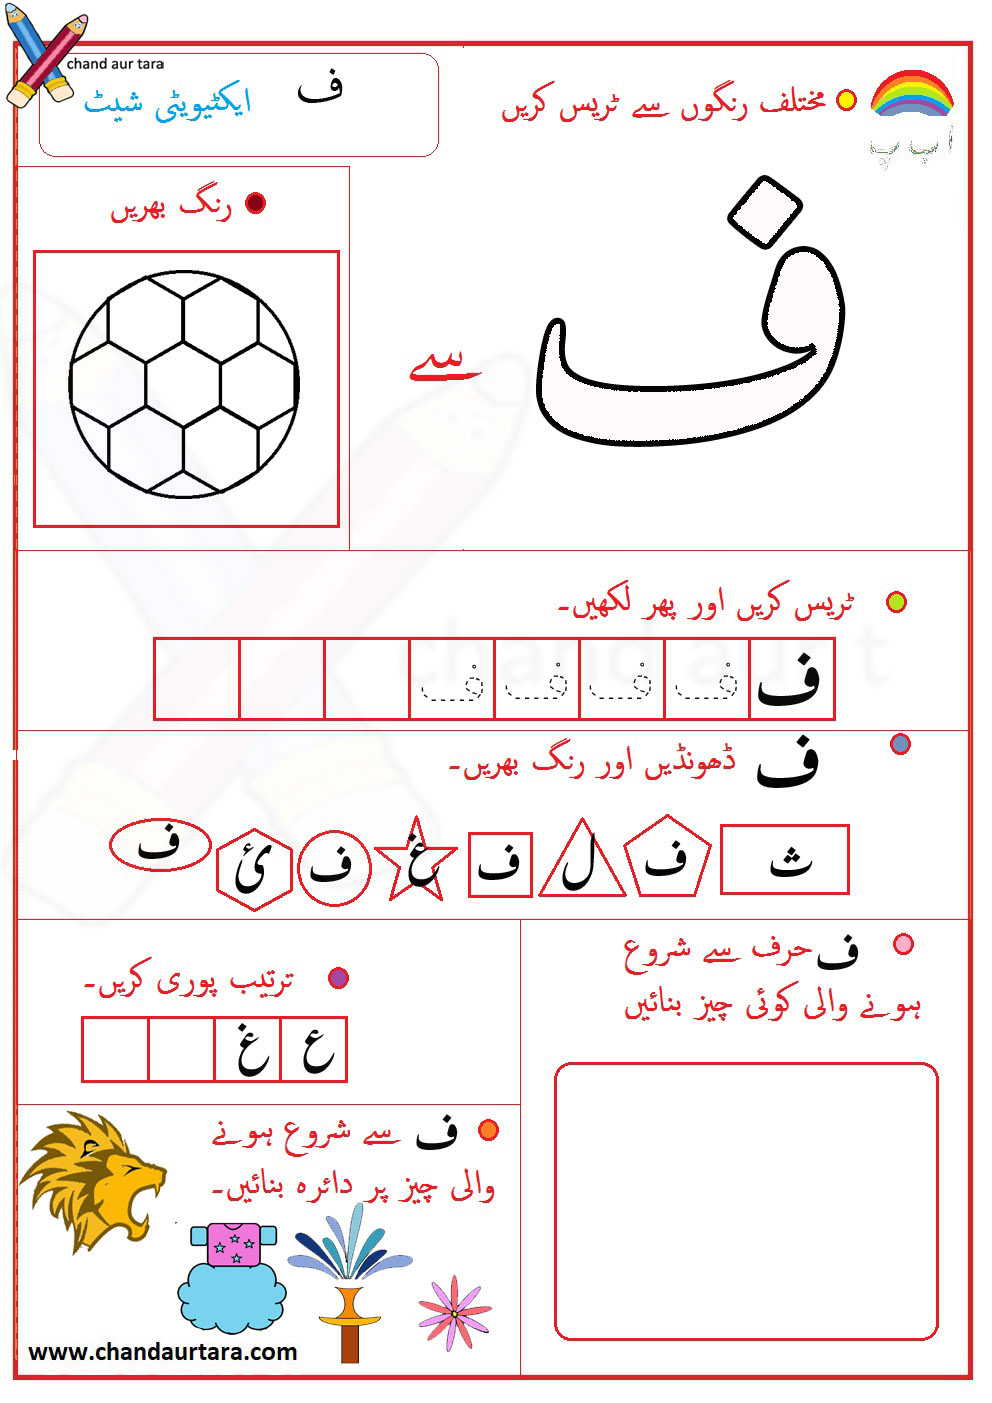 chand aur tara
ف ایکٹیویٹی شیٹ
مختلف رنگوں سے ٹریس کریں
ا پ پ
رنگ بھریں
ف سے
ٹریس کریں اور پھر لکھیں۔
ف ف ف ف ف
ف ڈھونڈیں اور رنگ بھریں۔
ث ف ل ف غ ف ئ ف
ف حرف سے شروع
ہونے والی کوئی چیز بنائیں
ترتیب پوری کریں۔
ع غ
ف سے شروع ہونے
والی چیز پر دائرہ بنائیں۔
www.chandaurtara.com